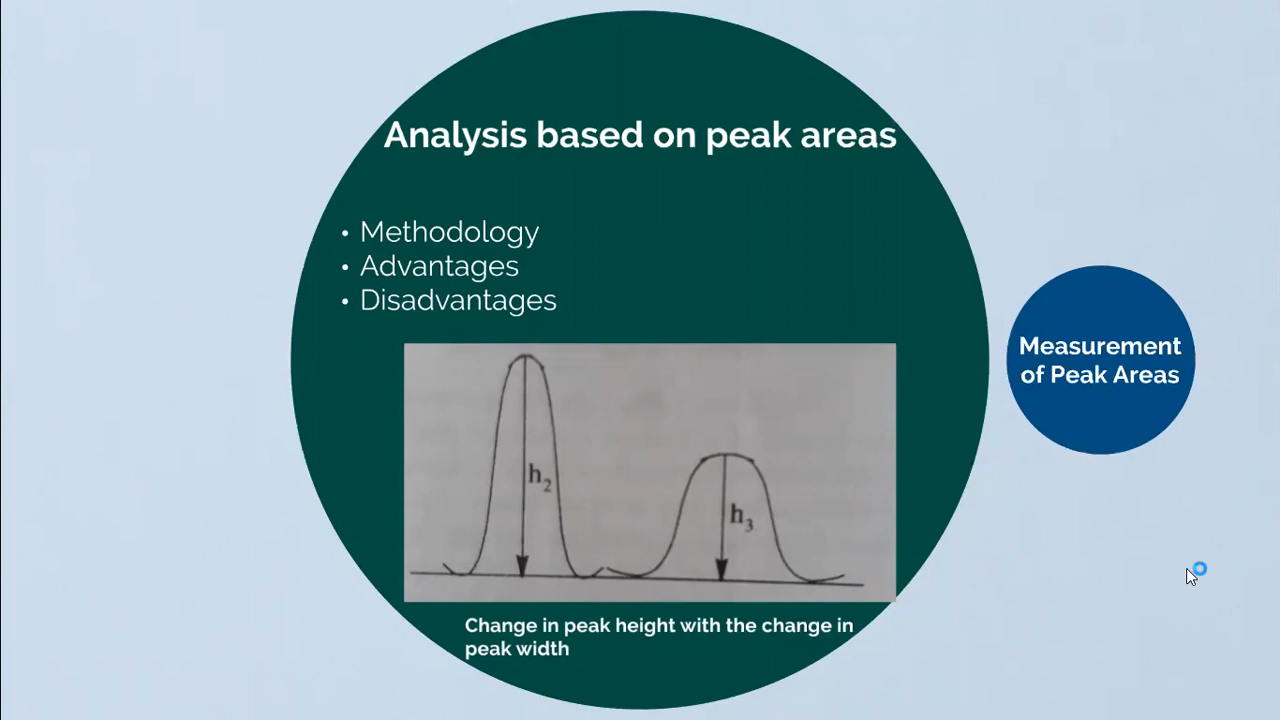 Analysis based on peak areas
• Methodology
• Advantages
• Disadvantages
h2
h3
Change in peak height with the change in
peak width
Measurement
of Peak Areas